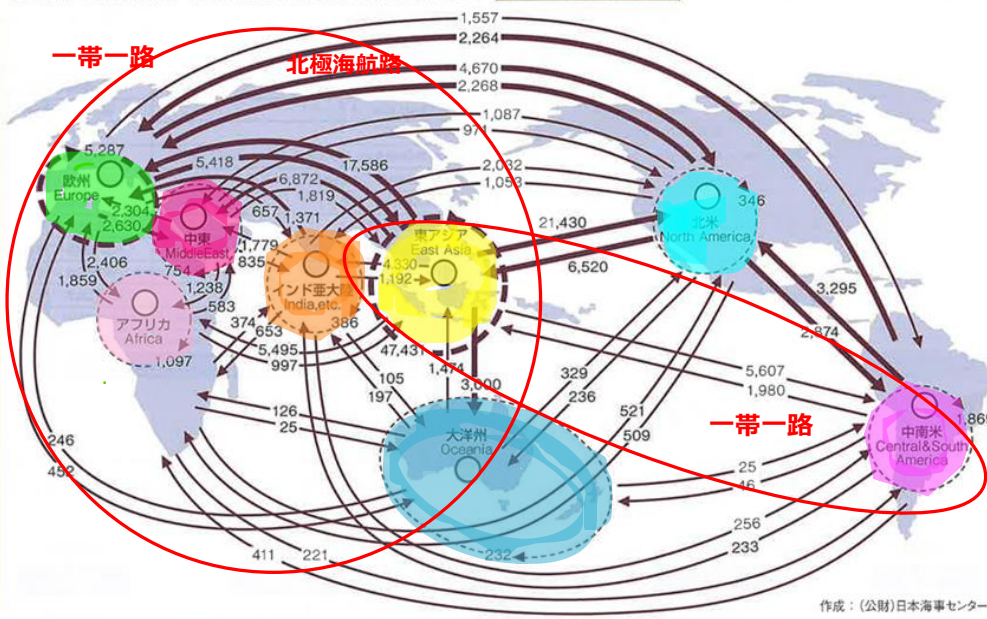 1,557
2,264
一帯一路
北極海航路
4,670
2,268
1,087
971
5,287
5,418
17,586
2,032
1,053
欧州
Europe
6,872
1,819
346
2,304
2,630
657
1,371
中東
MiddleEast
東アジア
East Asia
21,430
北米
North America
1,779
835
4,330
1,192
6,520
2,406
1,859
754
1,238
インド亜大陸
India,etc.
3,295
583
アフリカ
Africa
374
653
386
2,874
5,495
997
47,431
1,474
1,097
3,000
329
236
5,607
1,980
105
197
126
25
521
509
一帯一路
大洋州
Oceania
中南米
Central&South
America
246
452
25
46
256
233
411
221
232
作成：(公財)日本海事センター